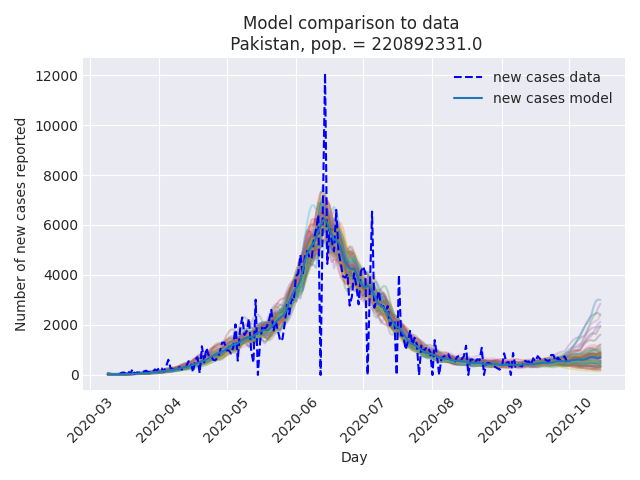 Model comparison to data
Pakistan, pop. = 220892331.0
new cases data
new cases model
Number of new cases reported
12000
10000
8000
6000
4000
2000
0
2020-03
2020-04
2020-05
2020-06
2020-07
2020-08
2020-09
2020-10
Day